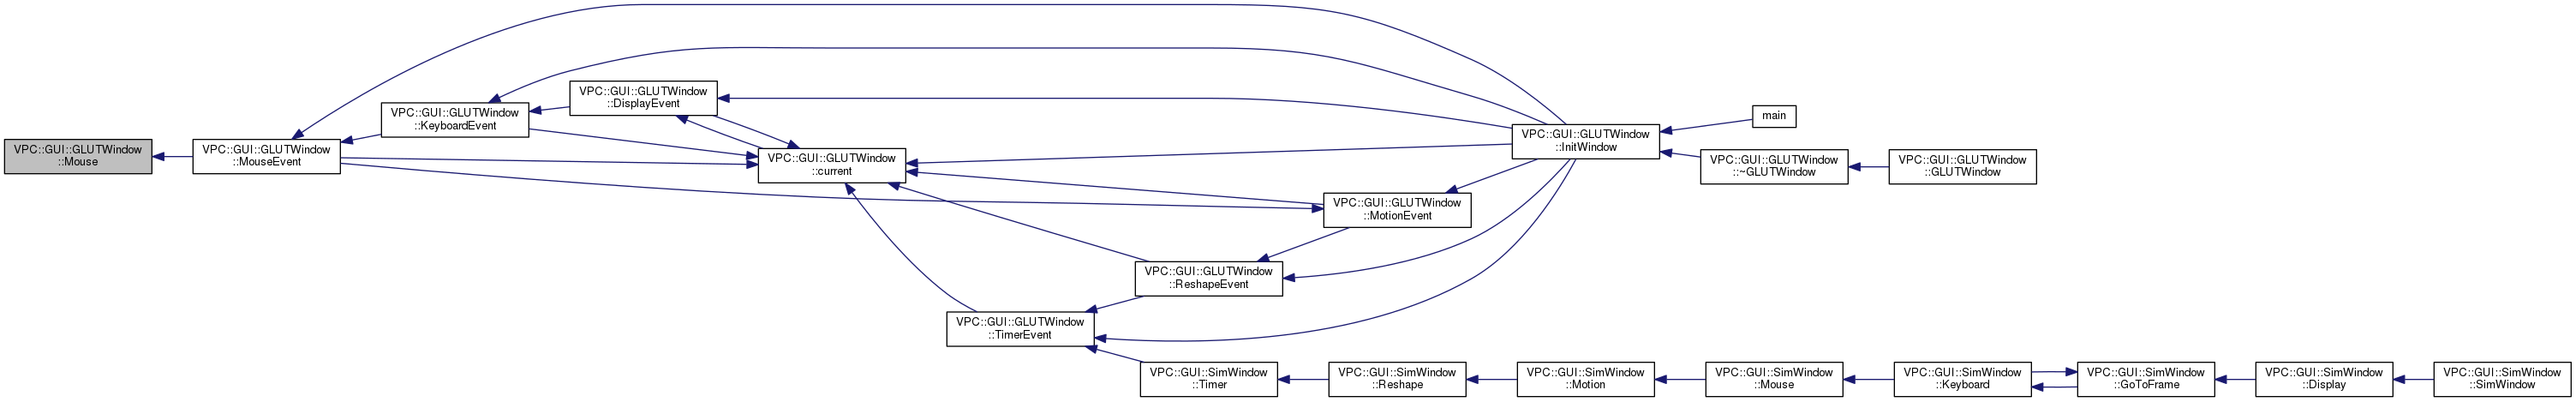 VPC::GUI::GLUTWindow
::Mouse
VPC::GUI::GLUTWindow
::MouseEvent
VPC::GUI::GLUTWindow
::KeyboardEvent
VPC::GUI::GLUTWindow
::DisplayEvent
VPC::GUI::GLUTWindow
::current
VPC::GUI::GLUTWindow
::TimerEvent
VPC::GUI::GLUTWindow
::ReshapeEvent
VPC::GUI::GLUTWindow
::MotionEvent
VPC::GUI::GLUTWindow
::InitWindow
main
VPC::GUI::GLUTWindow
::~GLUTWindow
VPC::GUI::GLUTWindow
::GLUTWindow
VPC::GUI::SimWindow
::Timer
VPC::GUI::SimWindow
::Reshape
VPC::GUI::SimWindow
::Motion
VPC::GUI::SimWindow
::Mouse
VPC::GUI::SimWindow
::Keyboard
VPC::GUI::SimWindow
::GoToFrame
VPC::GUI::SimWindow
::Display
VPC::GUI::SimWindow
::SimWindow